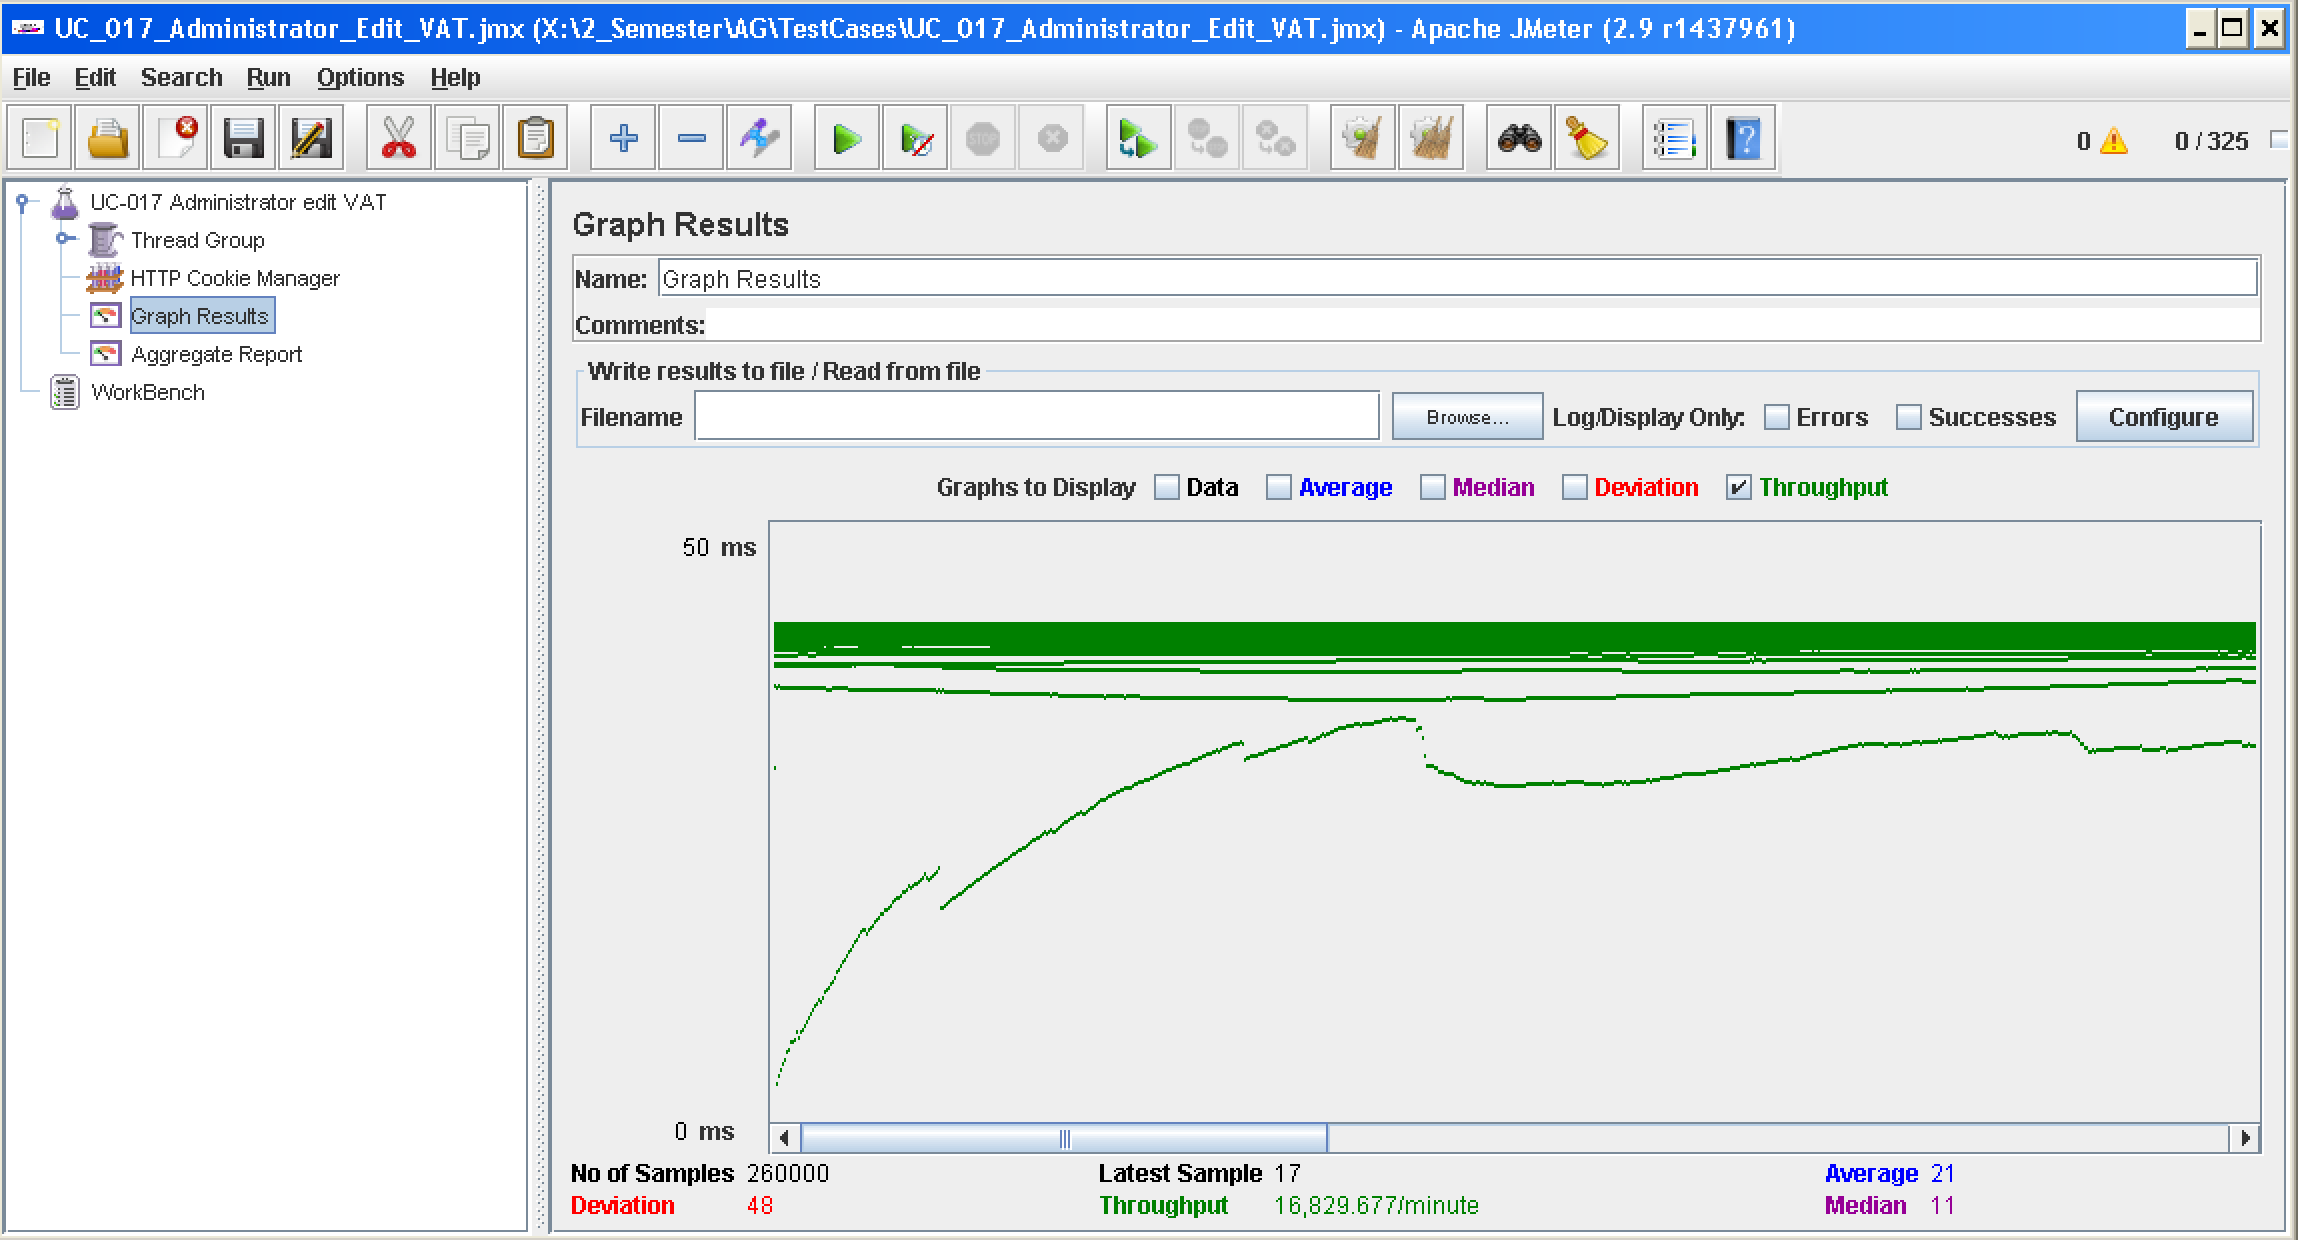 UC_017_Administrator_Edit_VAT.jmx (X:\2_Semester\AG\TestCases\UC_017_Administrator_Edit_VAT.jmx) - Apache JMeter (2.9 r1437961)
File Edit Search Run Options Help
STOP
0 0 / 325
UC-017 Administrator edit VAT
Thread Group
HTTP Cookie Manager
Graph Results
Aggregate Report
WorkBench
Graph Results
Name: Graph Results
Comments:
Write results to file / Read from file
Filename Browse... Log/Display Only: Errors Successes Configure
Graphs to Display Data Average Median Deviation Throughput
50 ms
0 ms
No of Samples 260000 Latest Sample 17 Average 21
Deviation 48 Throughput 16,829.677/minute Median 11